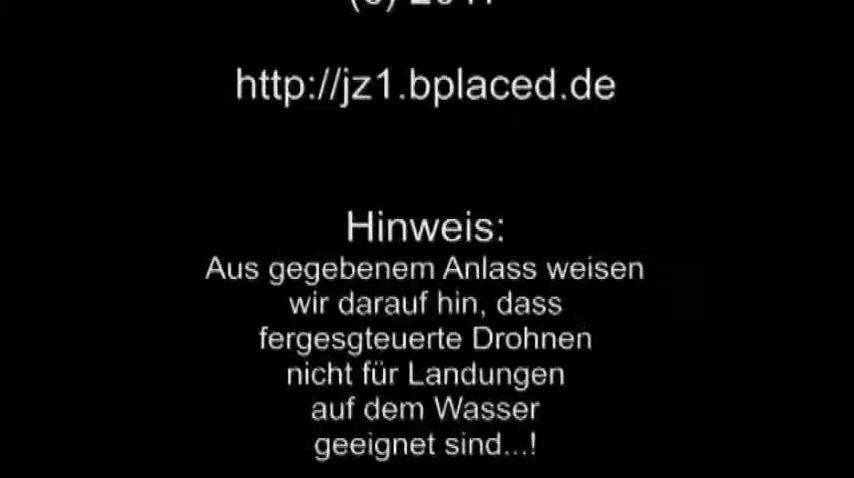 http://jz1.bplaced.de
Hinweis:
Aus gegebenem Anlass weisen
wir darauf hin, dass
fergesgteuerte Drohnen
nicht für Landungen
auf dem Wasser
geeignet sind...!